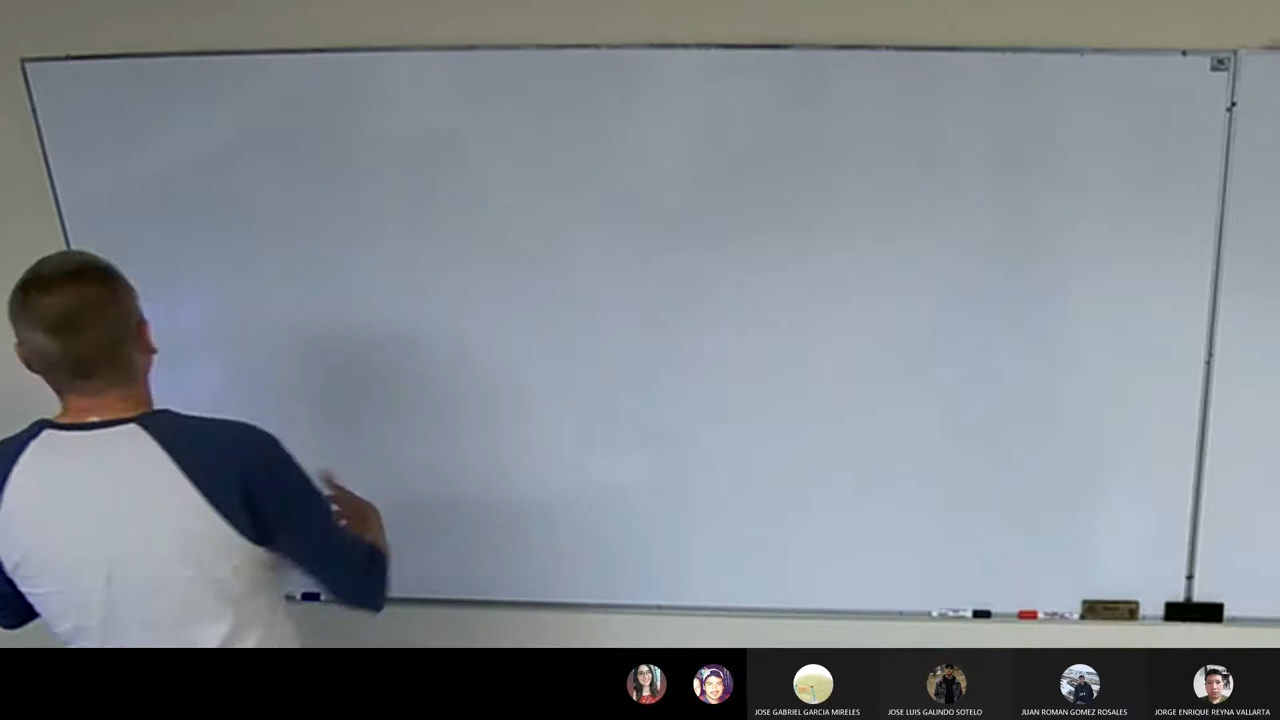 JOSE GABRIEL GARCIA MIRELES
JOSE LUIS GALINDO SOTELO
JUAN ROMAN GOMEZ ROSALES
JORGE ENRIQUE REYNA VALLARTA